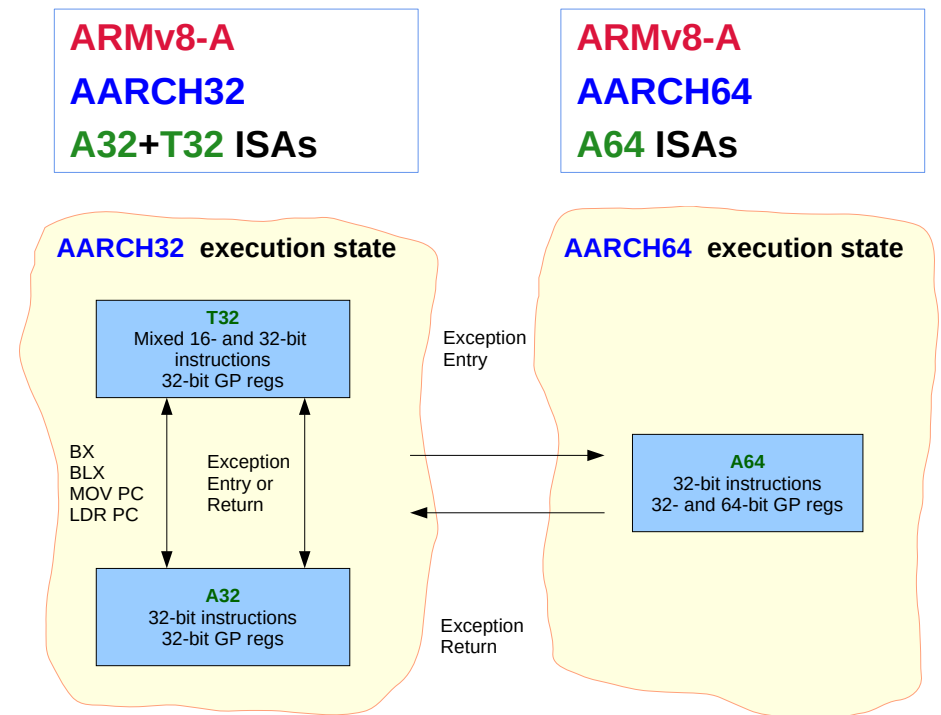 ARMv8-A
AARCH32
A32+T32 ISAs
ARMv8-A
AARCH64
A64 ISAs
AARCH32 execution state
T32
Mixed 16- and 32-bit
instructions
32-bit GP regs
BX
BLX
MOV PC
LDR PC
Exception
Entry or
Return
A32
32-bit instructions
32-bit GP regs
Exception
Entry
Exception
Return
AARCH64 execution state
A64
32-bit instructions
32- and 64-bit GP regs